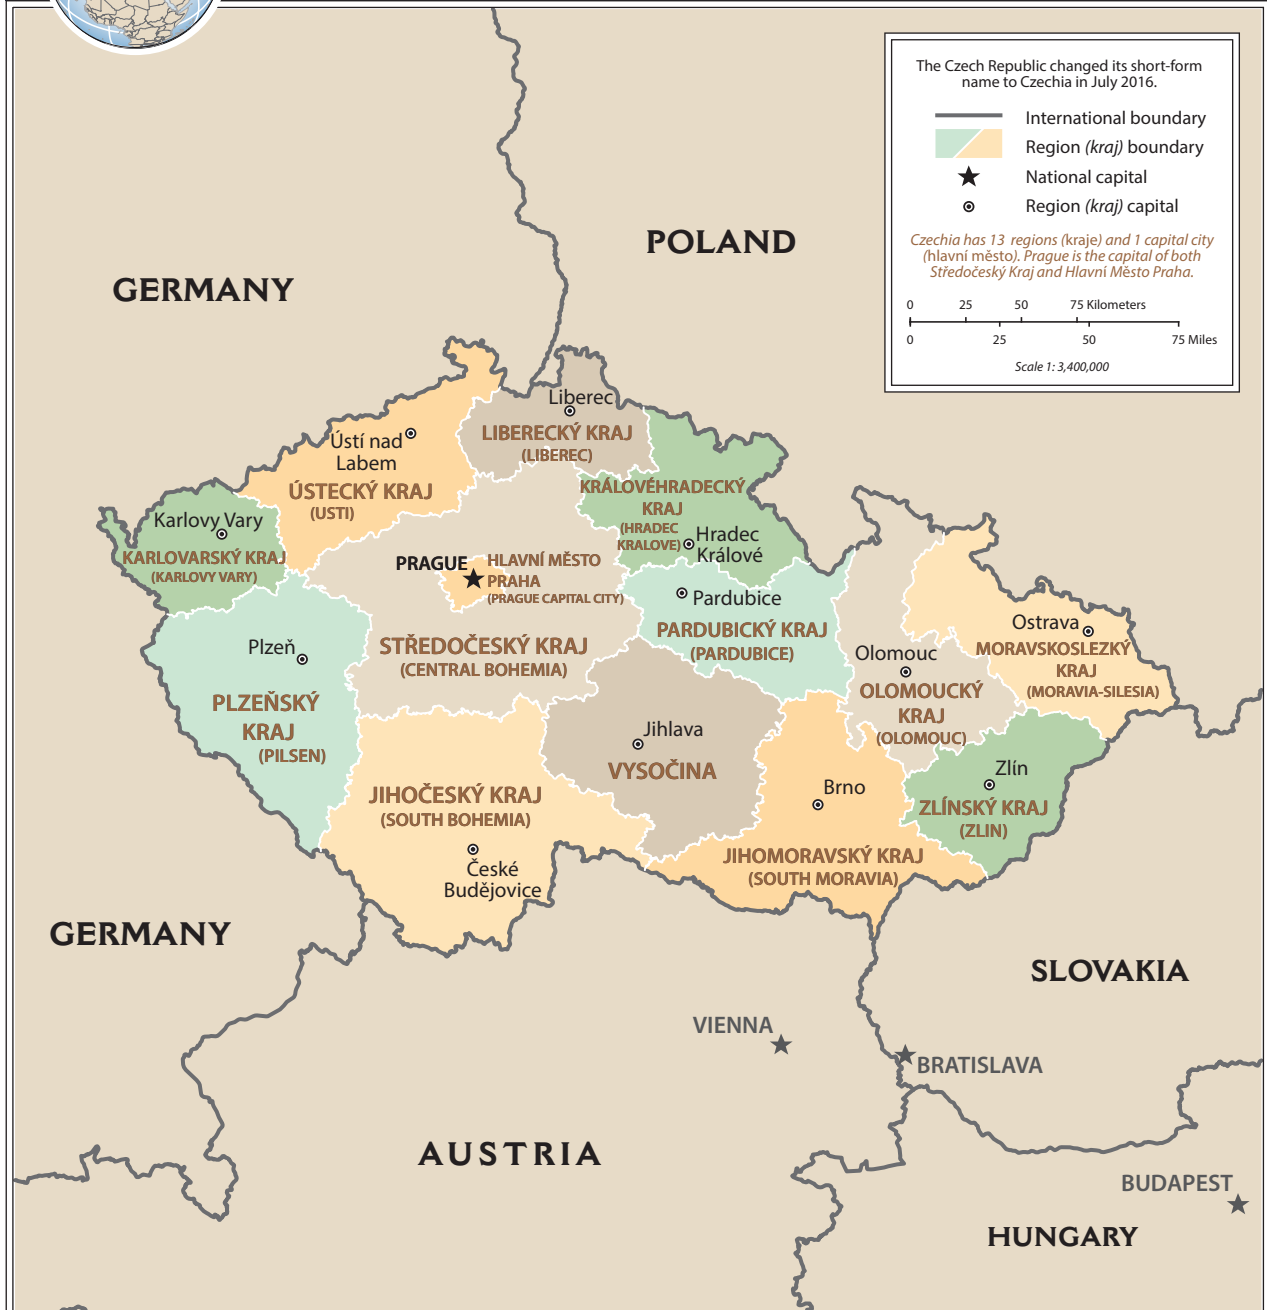 The Czech Republic changed its short-form
name to Czechia in July 2016.
International boundary
Region (kraj) boundary
National capital
Region (kraj) capital
Czechia has 13 regions (kraje) and 1 capital city
(hlavní město). Prague is the capital of both
Středočeský Kraj and Hlavní Město Praha.
0 25 50 75 Kilometers
0 25 50 75 Miles
Scale 1: 3,400,000
POLAND
GERMANY
Liberec
LIBERECKÝ KRAJ
(LIBEREC)
Ústí nad
Labem
ÚSTECKÝ KRAJ
(USTI)
KRÁLOVÉHRADECKÝ
KRAJ
(HRADEC
KRALOVE)
Hradec
Králové
Karlovy Vary
KARLOVARSKÝ KRAJ
(KARLOVY VARY)
PRAGUE
HLAVNÍ MĚSTO
PRAHA
(PRAGUE CAPITAL CITY)
Pardubice
PARDUBICKÝ KRAJ
(PARDUBICE)
STŘEDOČESKÝ KRAJ
(CENTRAL BOHEMIA)
Plzeň
PLZEŇSKÝ
KRAJ
(PILSEN)
Ostrava
MORAVSKOSLEZKÝ
KRAJ
(MORAVIA-SILESIA)
Olomouc
OLOMOUCKÝ
KRAJ
(OLOMOUC)
Jihlava
VYSOČINA
Zlín
ZLÍNSKÝ KRAJ
(ZLIN)
Brno
JIHOMORAVSKÝ KRAJ
(SOUTH MORAVIA)
JIHOČESKÝ KRAJ
(SOUTH BOHEMIA)
České
Budějovice
GERMANY
SLOVAKIA
VIENNA
BRATISLAVA
AUSTRIA
BUDAPEST
HUNGARY